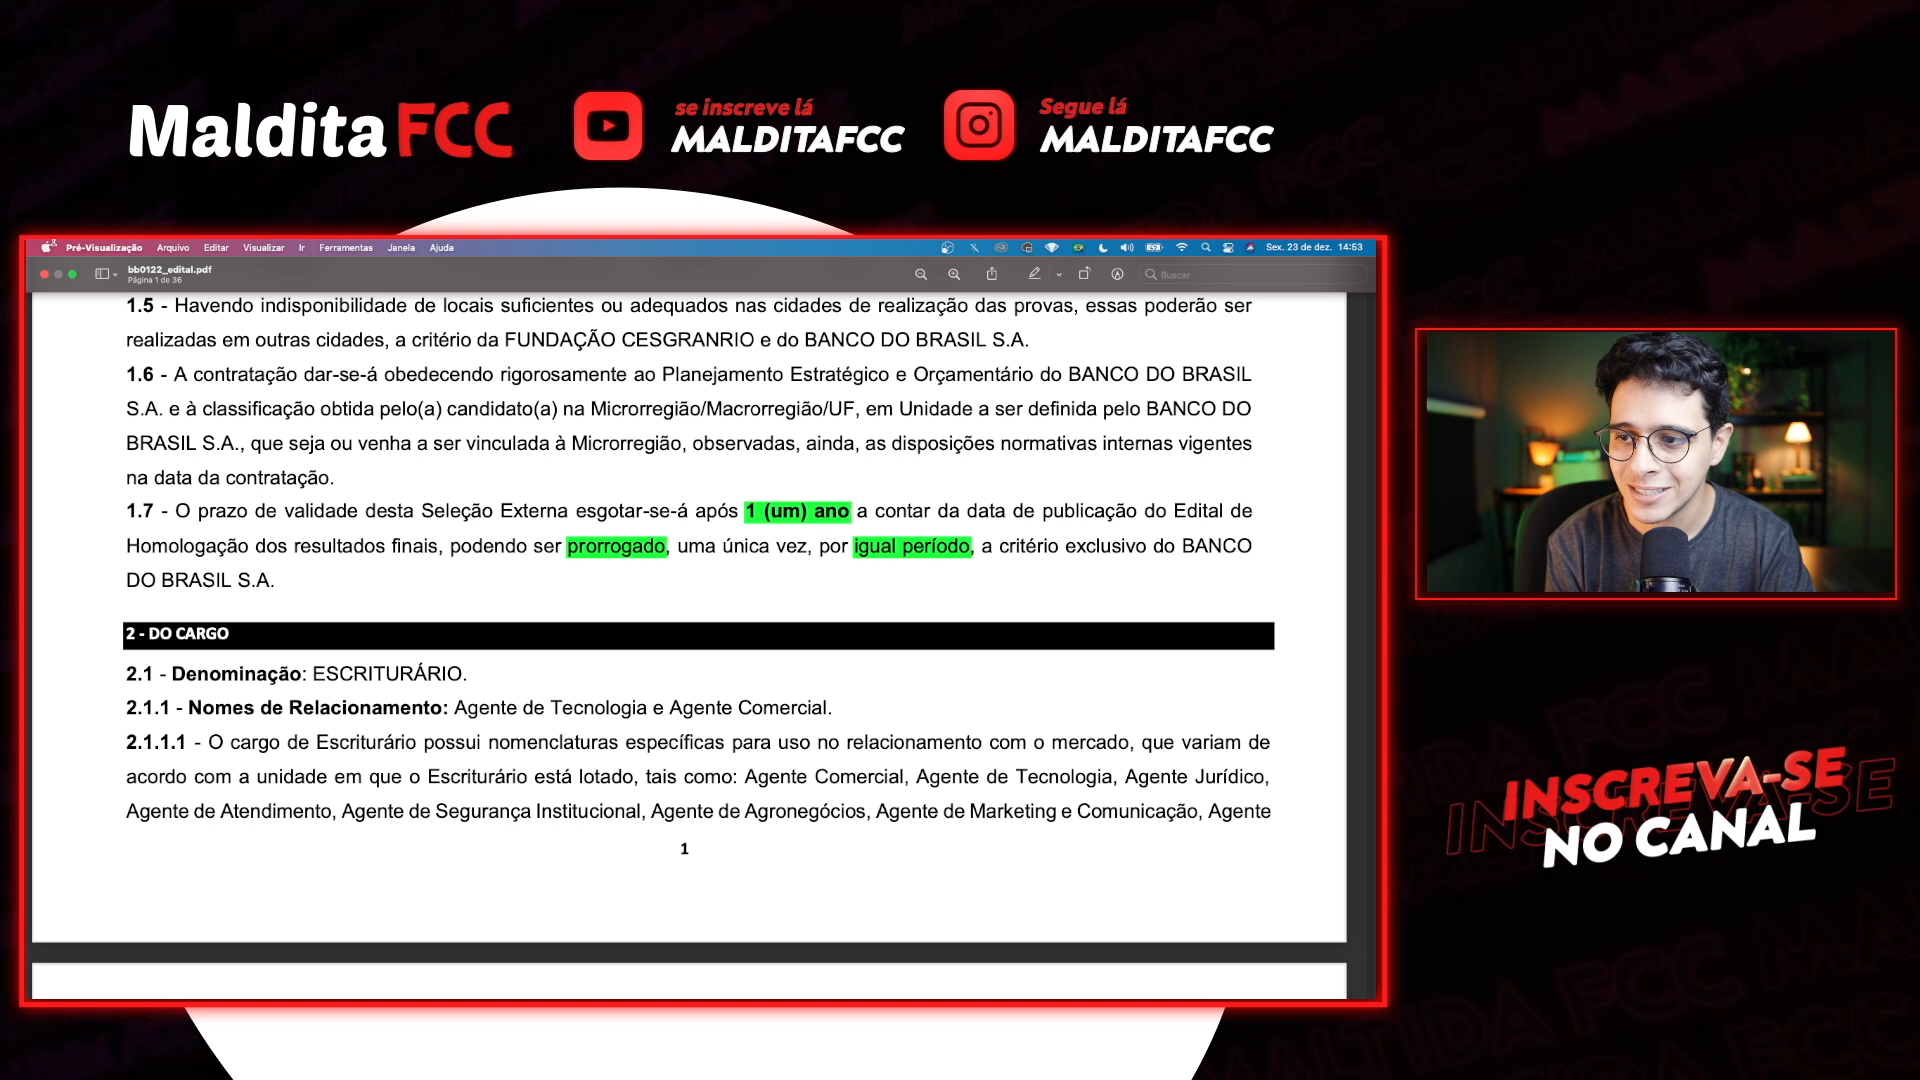 MalditaFCC
se inscreve lá
MALDITAFCC
Segue lá
MALDITAFCC
Pré-Visualização Arquivo Editar Visualizar Ir Ferramentas Janela Ajuda
Sex. 23 de dez. 14:53
bb0122_edital.pdf
Página 1 de 36
Buscar
1.5 - Havendo indisponibilidade de locais suficientes ou adequados nas cidades de realização das provas, essas poderão ser
realizadas em outras cidades, a critério da FUNDAÇÃO CESGRANRIO e do BANCO DO BRASIL S.A.
1.6 - A contratação dar-se-á obedecendo rigorosamente ao Planejamento Estratégico e Orçamentário do BANCO DO BRASIL
S.A. e à classificação obtida pelo(a) candidato(a) na Microrregião/Macrorregião/UF, em Unidade a ser definida pelo BANCO DO
BRASIL S.A., que seja ou venha a ser vinculada à Microrregião, observadas, ainda, as disposições normativas internas vigentes
na data da contratação.
1.7 - O prazo de validade desta Seleção Externa esgotar-se-á após 1 (um) ano a contar da data de publicação do Edital de
Homologação dos resultados finais, podendo ser prorrogado, uma única vez, por igual período, a critério exclusivo do BANCO
DO BRASIL S.A.
2 - DO CARGO
2.1 - Denominação: ESCRITURÁRIO.
2.1.1 - Nomes de Relacionamento: Agente de Tecnologia e Agente Comercial.
2.1.1.1 - O cargo de Escriturário possui nomenclaturas específicas para uso no relacionamento com o mercado, que variam de
acordo com a unidade em que o Escriturário está lotado, tais como: Agente Comercial, Agente de Tecnologia, Agente Jurídico,
Agente de Atendimento, Agente de Segurança Institucional, Agente de Agronegócios, Agente de Marketing e Comunicação, Agente
1
INSCREVA-SE
NO CANAL